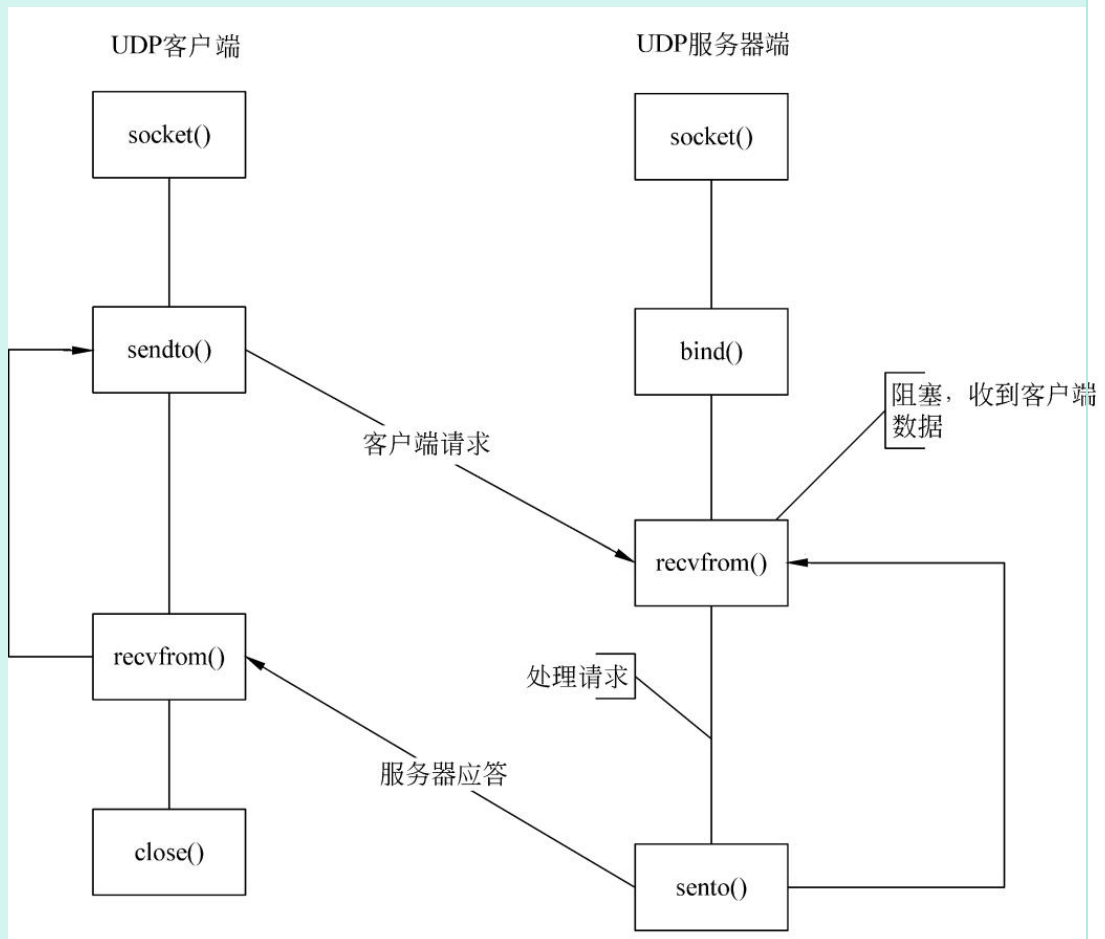 UDP客户端
UDP服务器端
socket()
socket()
sendto()
bind()
阻塞，收到客户端
数据
客户端请求
recvfrom()
recvfrom()
处理请求
服务器应答
close()
sento()